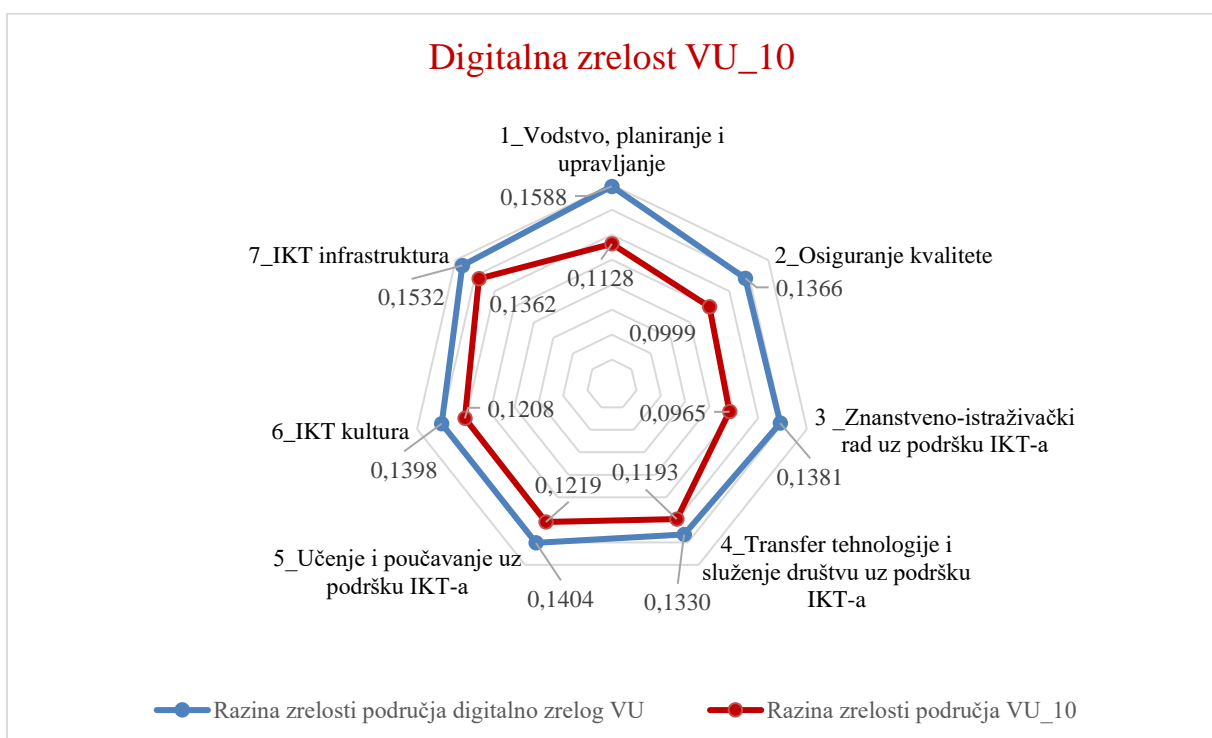 Digitalna zrelost VU_10
1_Vodstvo, planiranje i
upravljanje
0,1588
0,1128
2_Osiguranje kvalitete
0,1366
0,0999
3 _Znanstveno-istraživački
rad uz podršku IKT-a
0,1381
0,0965
4_Transfer tehnologije i
služenje društvu uz podršku
IKT-a
0,1330
0,1193
5_Učenje i poučavanje uz
podršku IKT-a
0,1404
0,1219
6_IKT kultura
0,1398
0,1208
7_IKT infrastruktura
0,1532
0,1362
Razina zrelosti područja digitalno zrelog VU
Razina zrelosti područja VU_10